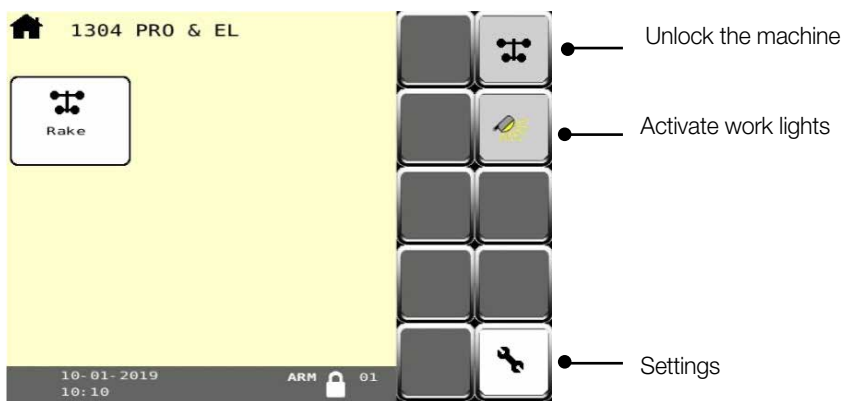 1304 PRO & EL
Unlock the machine
Rake
Activate work lights
Settings
10-01-2019
10:10
ARM
01